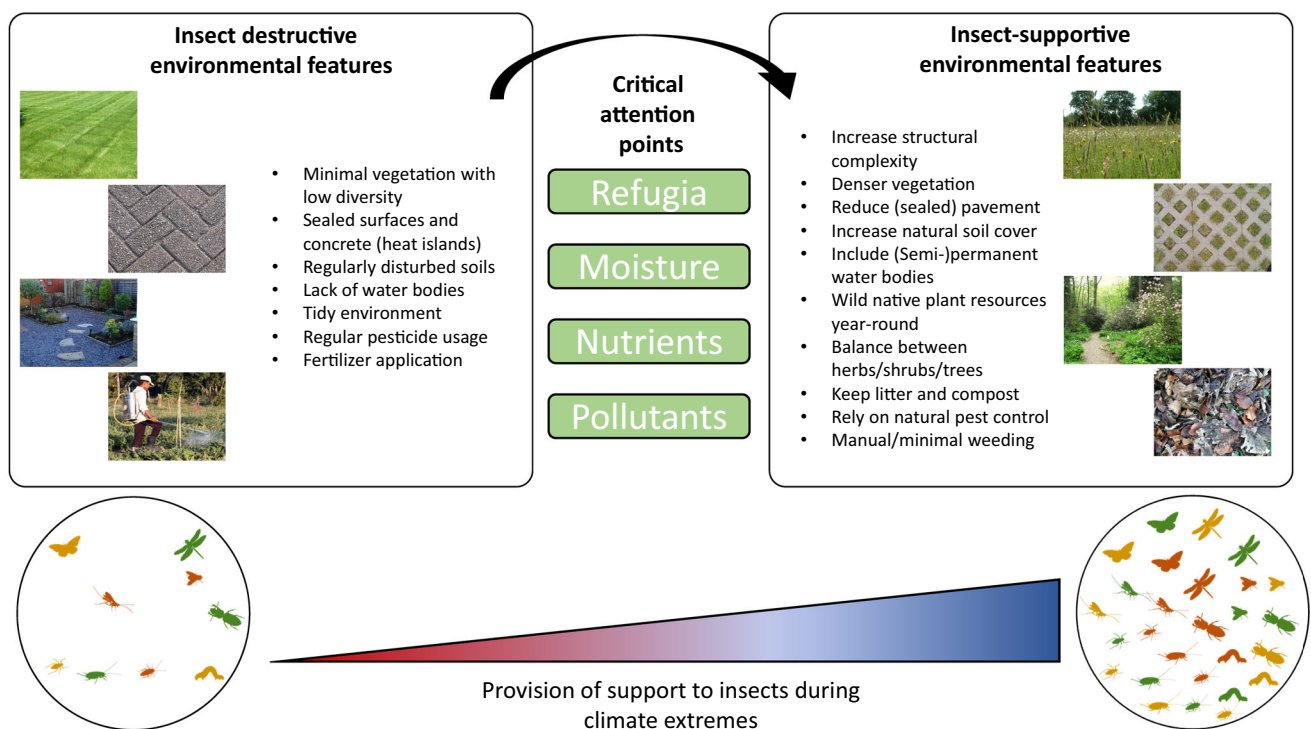 Insect destructive
environmental features
• Minimal vegetation with
low diversity
• Sealed surfaces and
concrete (heat islands)
• Regularly disturbed soils
• Lack of water bodies
• Tidy environment
• Regular pesticide usage
• Fertilizer application
Critical
attention
points
Refugia
Moisture
Nutrients
Pollutants
Insect-supportive
environmental features
• Increase structural
complexity
• Denser vegetation
• Reduce (sealed) pavement
• Increase natural soil cover
• Include (Semi-)permanent
water bodies
• Wild native plant resources
year-round
• Balance between
herbs/shrubs/trees
• Keep litter and compost
• Rely on natural pest control
• Manual/minimal weeding
Provision of support to insects during
climate extremes